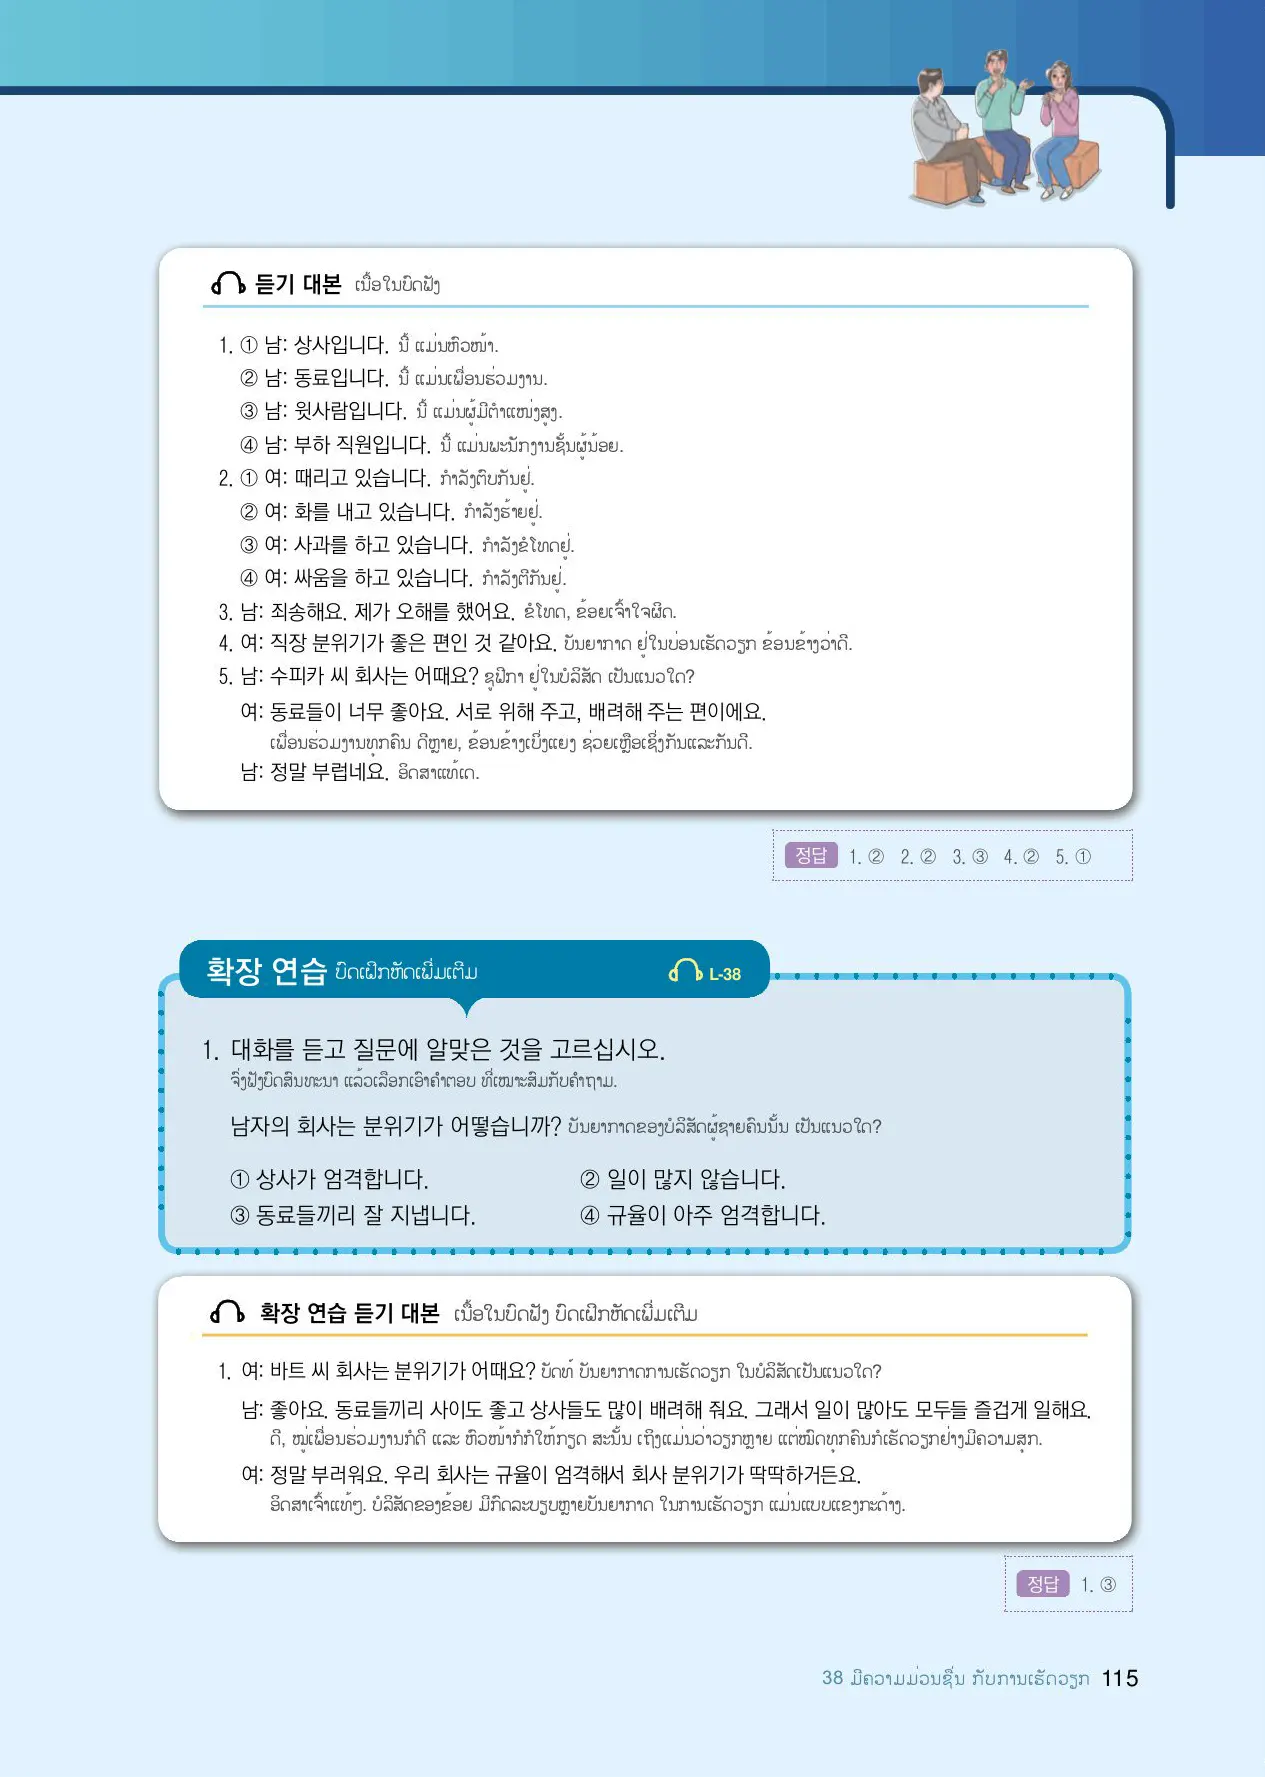 듣기 대본 ເນື້ອໃນບົດຟັງ
1. ① 남: 상사입니다. ນີ້ ແມ່ນຫົວໜ້າ.
② 남: 동료입니다. ນີ້ ແມ່ນເພື່ອນຮ່ວມງານ.
③ 남: 윗사람입니다. ນີ້ ແມ່ນຜູ້ມີຕໍາແໜ່ງສູງ.
④ 남: 부하 직원입니다. ນີ້ ແມ່ນພະນັກງານຊັ້ນຜູ້ນ້ອຍ.
2. ① 여: 때리고 있습니다. ກໍາລັງຕົບກັນຢູ່.
② 여: 화를 내고 있습니다. ກໍາລັງຮ້າຍຢູ່.
③ 여: 사과를 하고 있습니다. ກໍາລັງຂໍໂທດຢູ່.
④ 여: 싸움을 하고 있습니다. ກໍາລັງຕີກັນຢູ່.
3. 남: 죄송해요. 제가 오해를 했어요. ຂໍໂທດ, ຂ້ອຍເຈົ້າໃຈຜິດ.
4. 여: 직장 분위기가 좋은 편인 것 같아요. ບັນຍາກາດ ຢູ່ໃນບ່ອນເຮັດວຽກ ຂ້ອນຂ້າງວ່າດີ.
5. 남: 수피카 씨 회사는 어때요? ຊູພິກາ ຢູ່ໃນບໍລິສັດ ເປັນແນວໃດ?
여: 동료들이 너무 좋아요. 서로 위해 주고, 배려해 주는 편이에요.
ເພື່ອນຮ່ວມງານທຸກຄົນ ດີຫຼາຍ, ຂ້ອນຂ້າງເບິ່ງແຍງ ຊ່ວຍເຫຼືອເຊິ່ງກັນແລະກັນດີ.
남: 정말 부럽네요. ອິດສາແທ້ເດ.
정답 1. ② 2. ② 3. ③ 4. ② 5. ①
확장 연습 ບົດເຝິກຫັດເພີ່ມເຕີມ L-38
1. 대화를 듣고 질문에 알맞은 것을 고르십시오.
ຈົ່ງຟັງບົດສົນທະນາ ແລ້ວເລືອກເອົາຄໍາຕອບ ທີ່ເໝາະສົມກັບຄໍາຖາມ.
남자의 회사는 분위기가 어떻습니까? ບັນຍາກາດຂອງບໍລິສັດຜູ້ຊາຍຄົນນັ້ນ ເປັນແນວໃດ?
① 상사가 엄격합니다. ② 일이 많지 않습니다.
③ 동료들끼리 잘 지냅니다. ④ 규율이 아주 엄격합니다.
확장 연습 듣기 대본 ເນື້ອໃນບົດຟັງ ບົດເຝິກຫັດເພີ່ມເຕີມ
1. 여: 바트 씨 회사는 분위기가 어때요? ບັດທ໌ ບັນຍາກາດການເຮັດວຽກ ໃນບໍລິສັດເປັນແນວໃດ?
남: 좋아요. 동료들끼리 사이도 좋고 상사들도 많이 배려해 줘요. 그래서 일이 많아도 모두들 즐겁게 일해요.
ດີ, ໝູ່ເພື່ອນຮ່ວມງານກໍດີ ແລະ ຫົວໜ້າກໍກໍໃຫ້ກຽດ ສະນັ້ນ ເຖິງແມ່ນວ່າວຽກຫຼາຍ ແຕ່ໝົດທຸກຄົນກໍເຮັດວຽກຢ່າງມີຄວາມສຸກ.
여: 정말 부러워요. 우리 회사는 규율이 엄격해서 회사 분위기가 딱딱하거든요.
ອິດສາເຈົ້າແທ້ໆ. ບໍລິສັດຂອງຂ້ອຍ ມີກົດລະບຽບຫຼາຍບັນຍາກາດ ໃນການເຮັດວຽກ ແມ່ນແບບແຂງກະດ້າງ.
정답 1. ③
38 ມີຄວາມມ່ວນຊື່ນ ກັບການເຮັດວຽກ 115